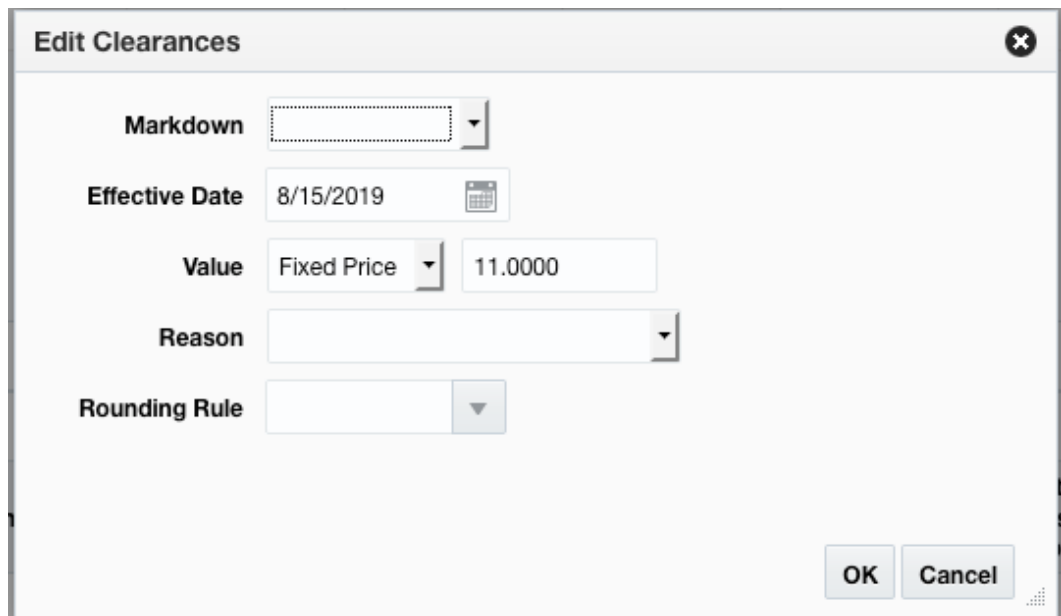 Edit Clearances
Markdown
Effective Date 8/15/2019
Value Fixed Price 11.0000
Reason
Rounding Rule
OK Cancel